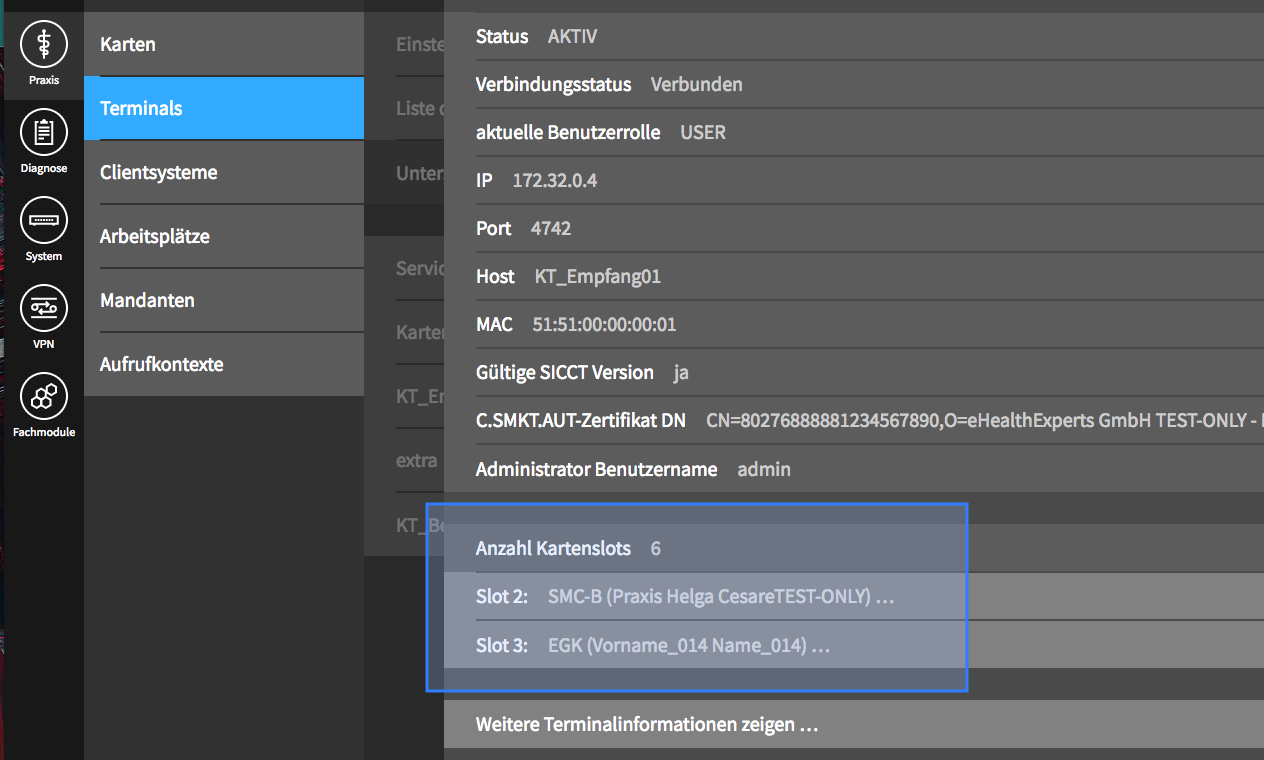 Praxis
Diagnose
System
VPN
Fachmodule
Karten
Terminals
Clientsysteme
Arbeitsplätze
Mandanten
Aufrufkontexte
Einste
Liste
Unter
Servic
Karten
KT_Em
extra
KT_Be
Status AKTIV
Verbindungsstatus Verbunden
aktuelle Benutzerrolle USER
IP 172.32.0.4
Port 4742
Host KT_Empfang01
MAC 51:51:00:00:00:01
Gültige SICCT Version ja
C.SMKT.AUT-Zertifikat DN CN=80276888881234567890,O=eHealthExperts GmbH TEST-ONLY -
Administrator Benutzername admin
Anzahl Kartenslots 6
Slot 2: SMC-B (Praxis Helga CesareTEST-ONLY) ...
Slot 3: EGK (Vorname_014 Name_014) ...
Weitere Terminalinformationen zeigen ...